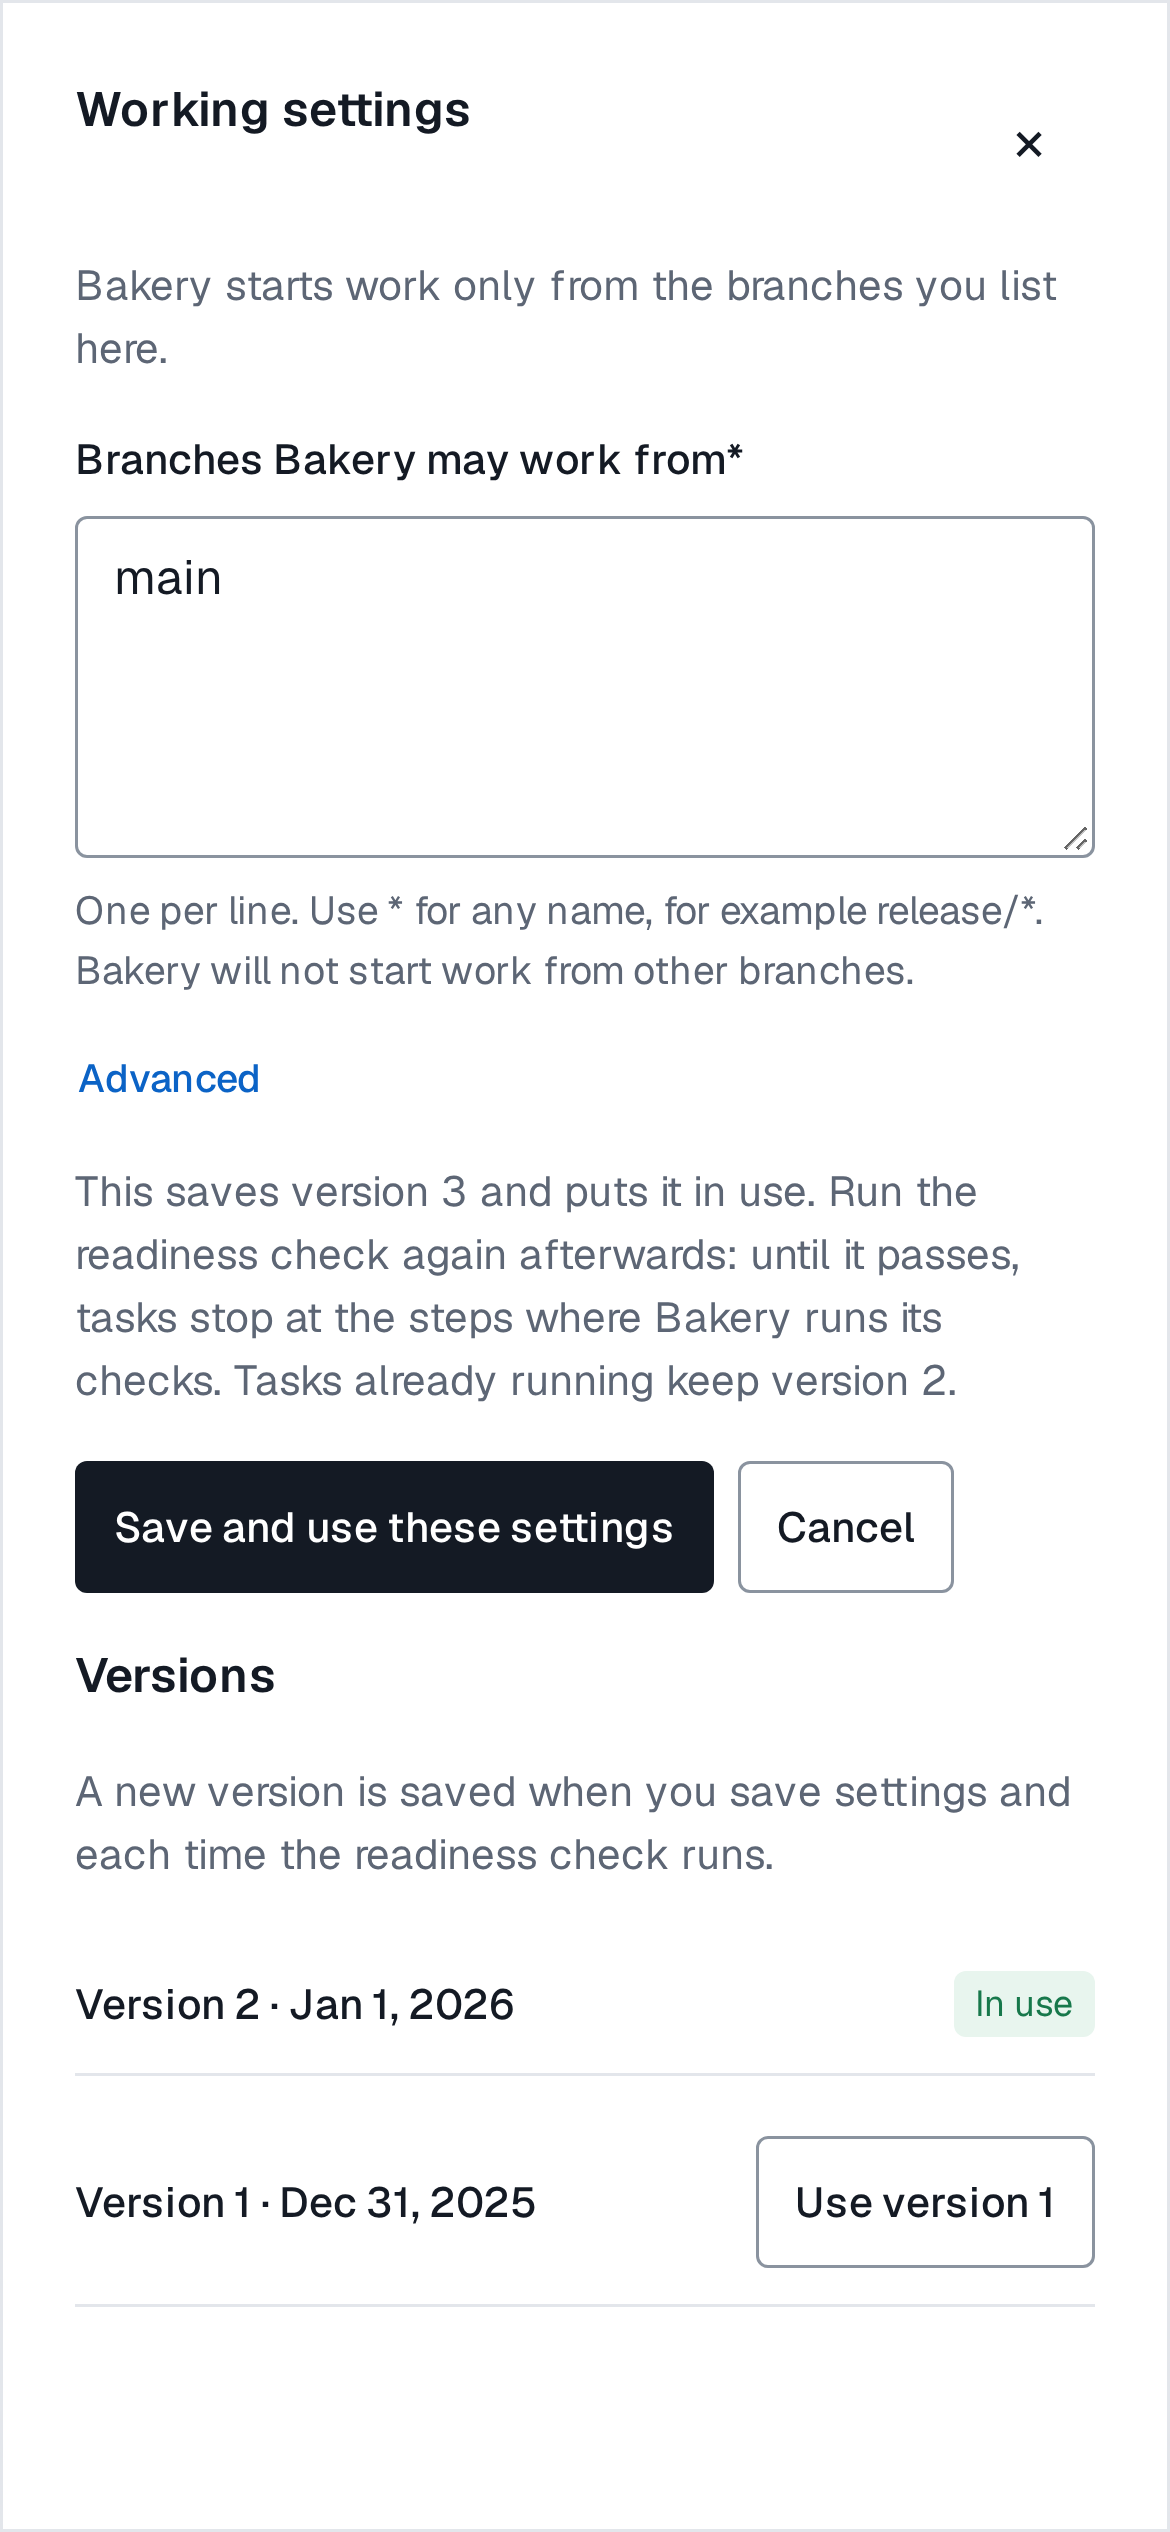 Working settings
×
Bakery starts work only from the branches you list
here.
Branches Bakery may work from*
main
One per line. Use * for any name, for example release/*.
Bakery will not start work from other branches.
Advanced
This saves version 3 and puts it in use. Run the
readiness check again afterwards: until it passes,
tasks stop at the steps where Bakery runs its
checks. Tasks already running keep version 2.
Save and use these settings
Cancel
Versions
A new version is saved when you save settings and
each time the readiness check runs.
Version 2 · Jan 1, 2026
In use
Version 1 · Dec 31, 2025
Use version 1